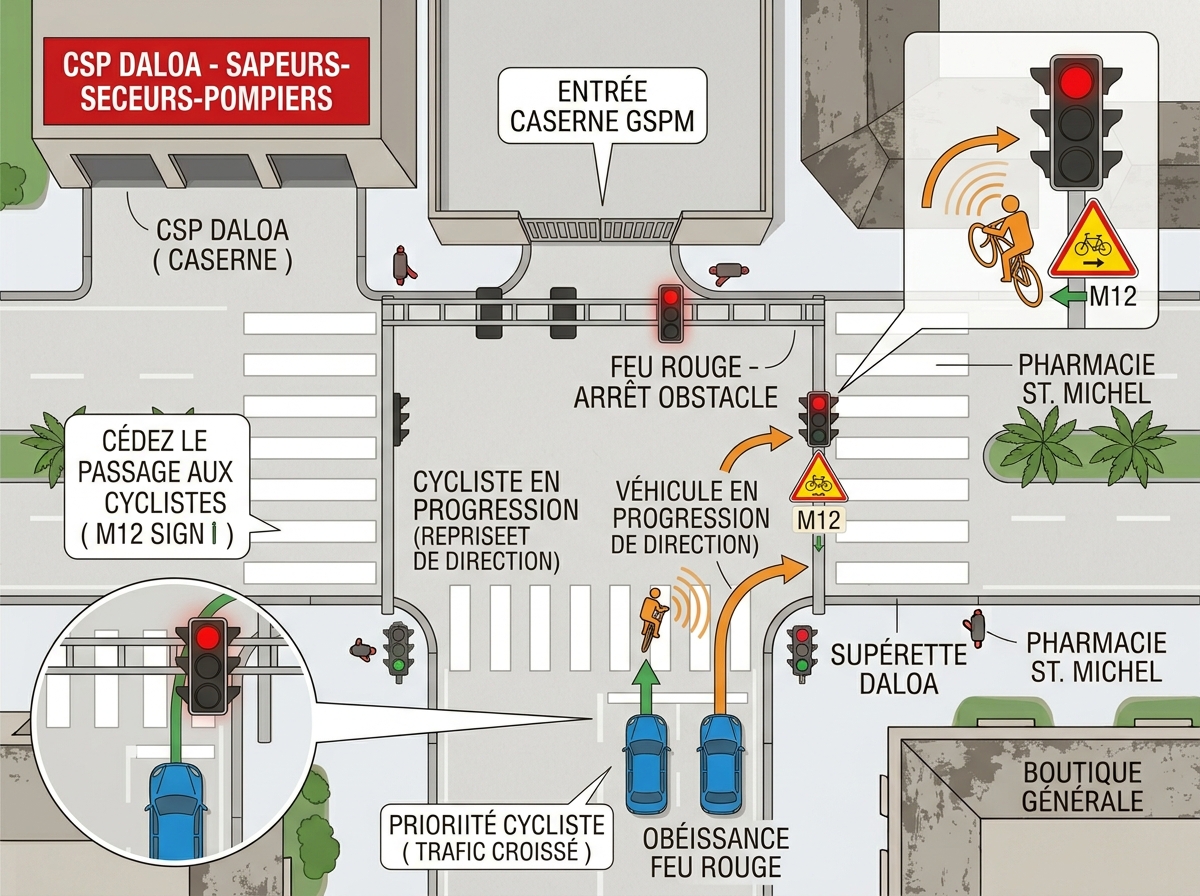 CSP DALOA - SAPEURS-
SECEURS-POMPIERS
ENTRÉE
CASERNE GSPM
CSP DALOA
( CASERNE )
M12
FEU ROUGE -
ARRÊT OBSTACLE
PHARMACIE
ST. MICHEL
CÉDEZ LE
PASSAGE AUX
CYCLISTES
( M12 SIGN )
CYCLISTE EN
PROGRESSION
(REPRISEET
DE DIRECTION)
VÉHICULE EN
PROGRESSION
DE DIRECTION)
M12
SUPÉRETTE
DALOA
PHARMACIE
ST. MICHEL
BOUTIQUE
GÉNÉRALE
PRIORIITÉ CYCLISTE
( TRAFIC CROISSÉ )
OBÉISSANCE
FEU ROUGE